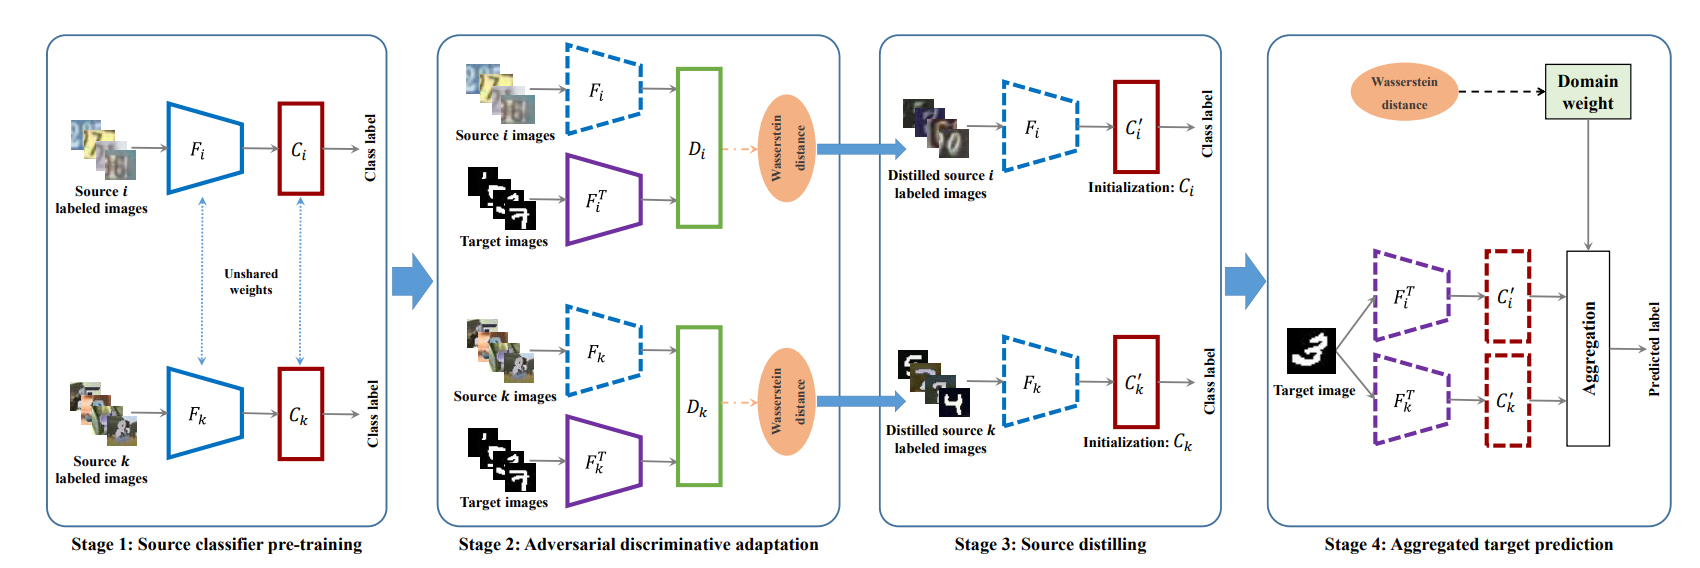 Source i
labeled images
F_i
C_i
Class label
Unshared
weights
Source k
labeled images
F_k
C_k
Class label
Stage 1: Source classifier pre-training
Source i images
F_i
Target images
F_i^T
D_i
Wasserstein
distance
Source k images
F_k
Target images
F_k^T
D_k
Wasserstein
distance
Stage 2: Adversarial discriminative adaptation
Distilled source i
labeled images
F_i
C_i′
Initialization: C_i
Class label
Distilled source k
labeled images
F_k
C_k′
Initialization: C_k
Class label
Stage 3: Source distilling
Wasserstein
distance
Domain
weight
3
Target image
F_i^T
C_i′
F_k^T
C_k′
Aggregation
Predicted label
Stage 4: Aggregated target prediction